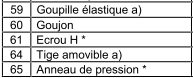 59 Goupille élastique a)
60 Goujon
61 Ecrou H *
64 Tige amovible a)
65 Anneau de pression *